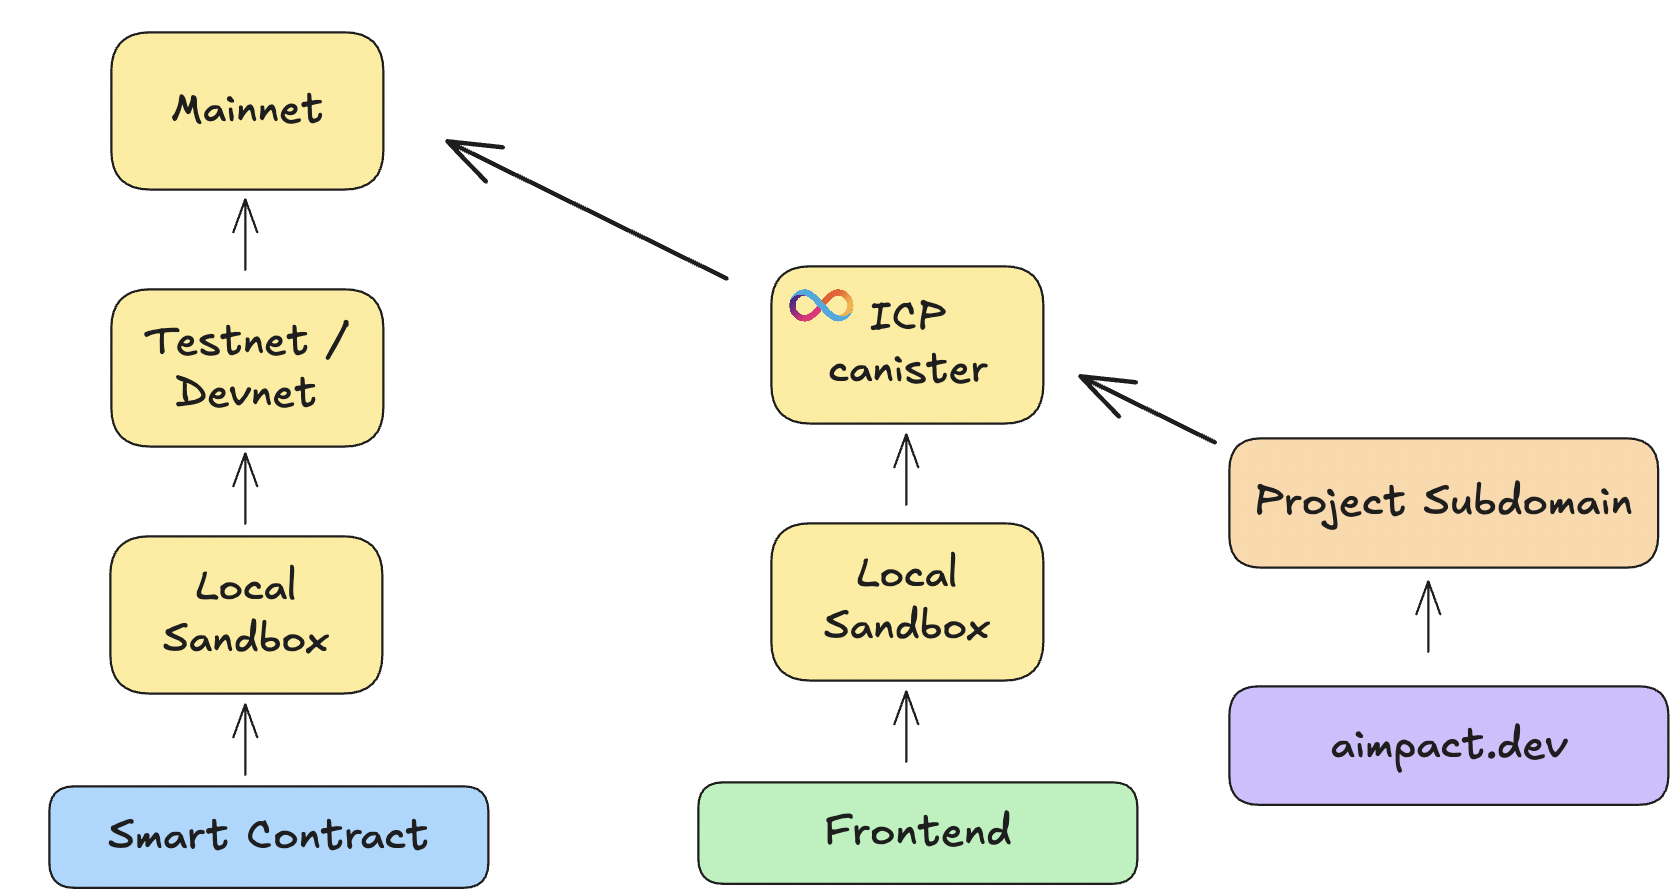 Mainnet
Testnet /
Devnet
Local
Sandbox
Smart Contract
ICP
canister
Local
Sandbox
Frontend
Project Subdomain
aimpact.dev